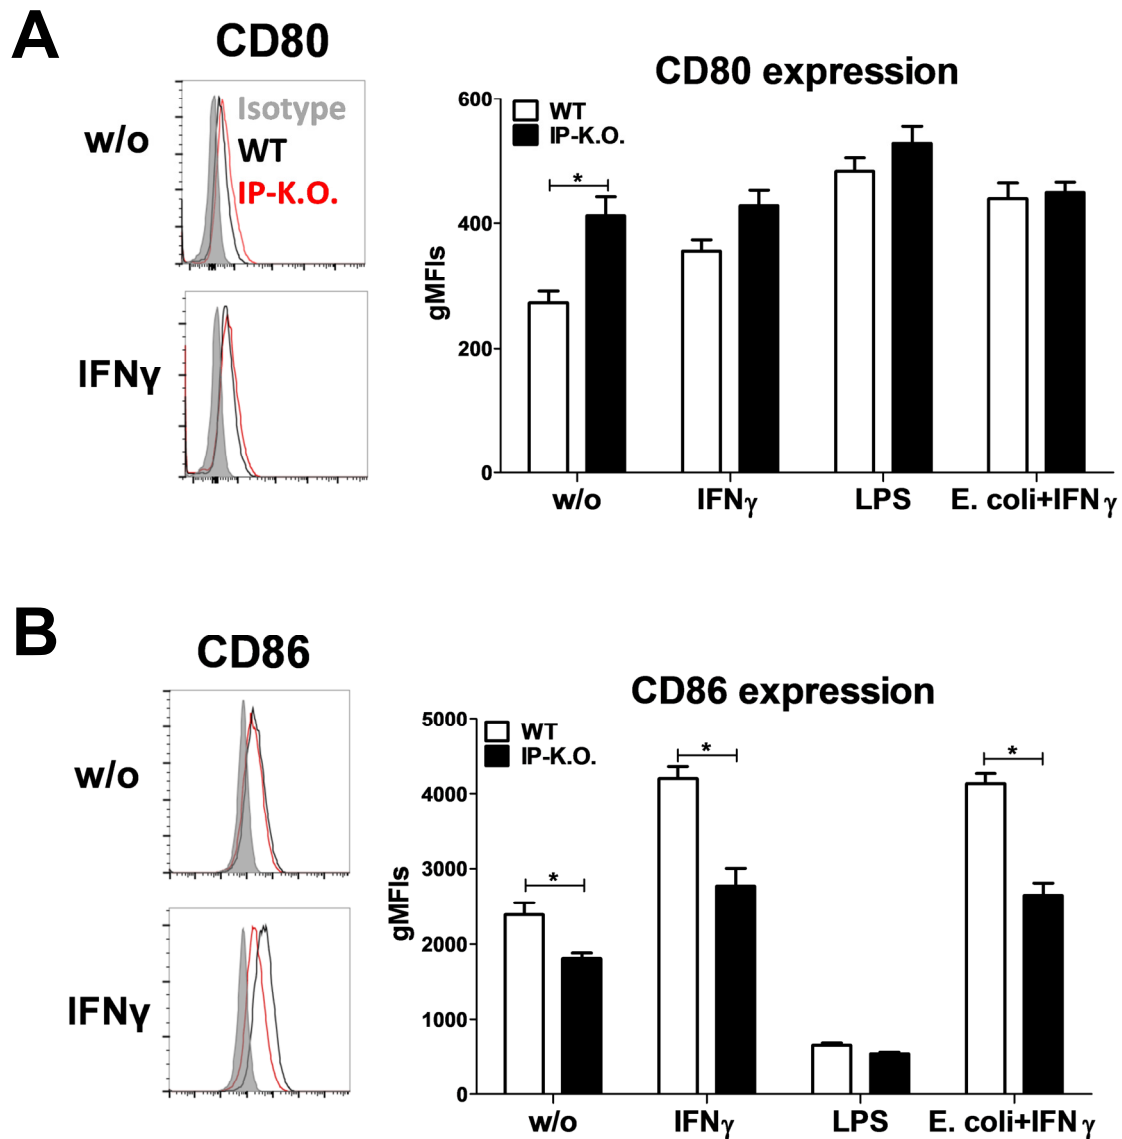 A
CD80
w/o
Isotype
WT
IP-K.O.
IFNγ
CD80 expression
WT
IP-K.O.
*
gMFIs
600
400
200
0
w/o
IFNγ
LPS
E. coli+IFNγ
B
CD86
w/o
IFNγ
CD86 expression
WT
IP-K.O.
*
*
*
gMFIs
5000
4000
3000
2000
1000
0
w/o
IFNγ
LPS
E. coli+IFNγ